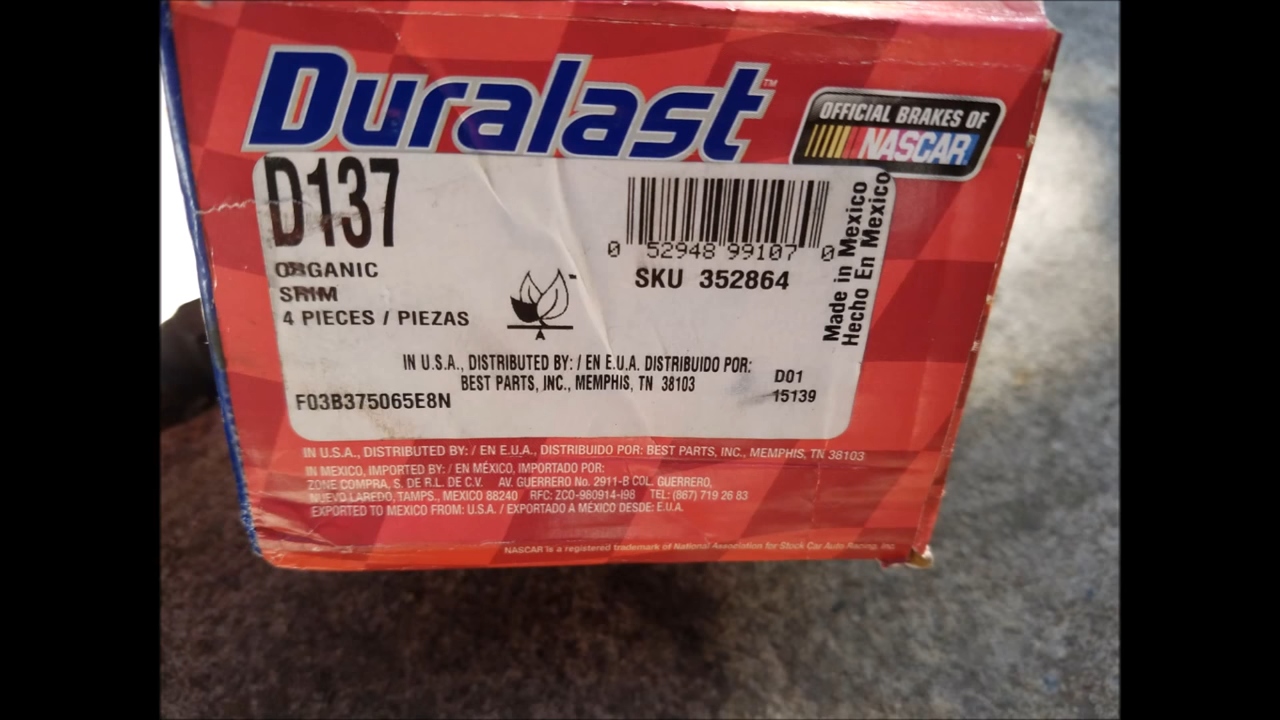 Duralast™
OFFICIAL BRAKES OF
NASCAR
D137
ORGANIC
SHIM
4 PIECES / PIEZAS
0 52948 99107 0
SKU 352864
Made in Mexico
Hecho En Mexico
A
IN U.S.A., DISTRIBUTED BY: / EN E.U.A. DISTRIBUIDO POR:
BEST PARTS, INC., MEMPHIS, TN 38103
D01
15139
F03B375065E8N
IN U.S.A., DISTRIBUTED BY: / EN E.U.A., DISTRIBUIDO POR: BEST PARTS, INC., MEMPHIS, TN 38103
IN MEXICO, IMPORTED BY: / EN MÉXICO, IMPORTADO POR:
ZONE COMPRA, S. DE R.L. DE C.V. AV. GUERRERO No. 2911-B COL. GUERRERO,
NUEVO LAREDO, TAMPS., MEXICO 88240 RFC: ZCO-980914-I98 TEL: (867) 719 26 83
EXPORTED TO MEXICO FROM: U.S.A. / EXPORTADO A MÉXICO DESDE: E.U.A.
NASCAR is a registered trademark of National Association for Stock Car Auto Racing, Inc.